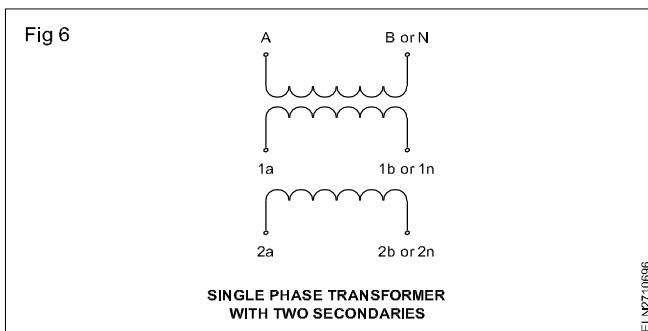 Fig 6
A B or N
1a 1b or 1n
2a 2b or 2n
SINGLE PHASE TRANSFORMER
WITH TWO SECONDARIES
ELN2710696